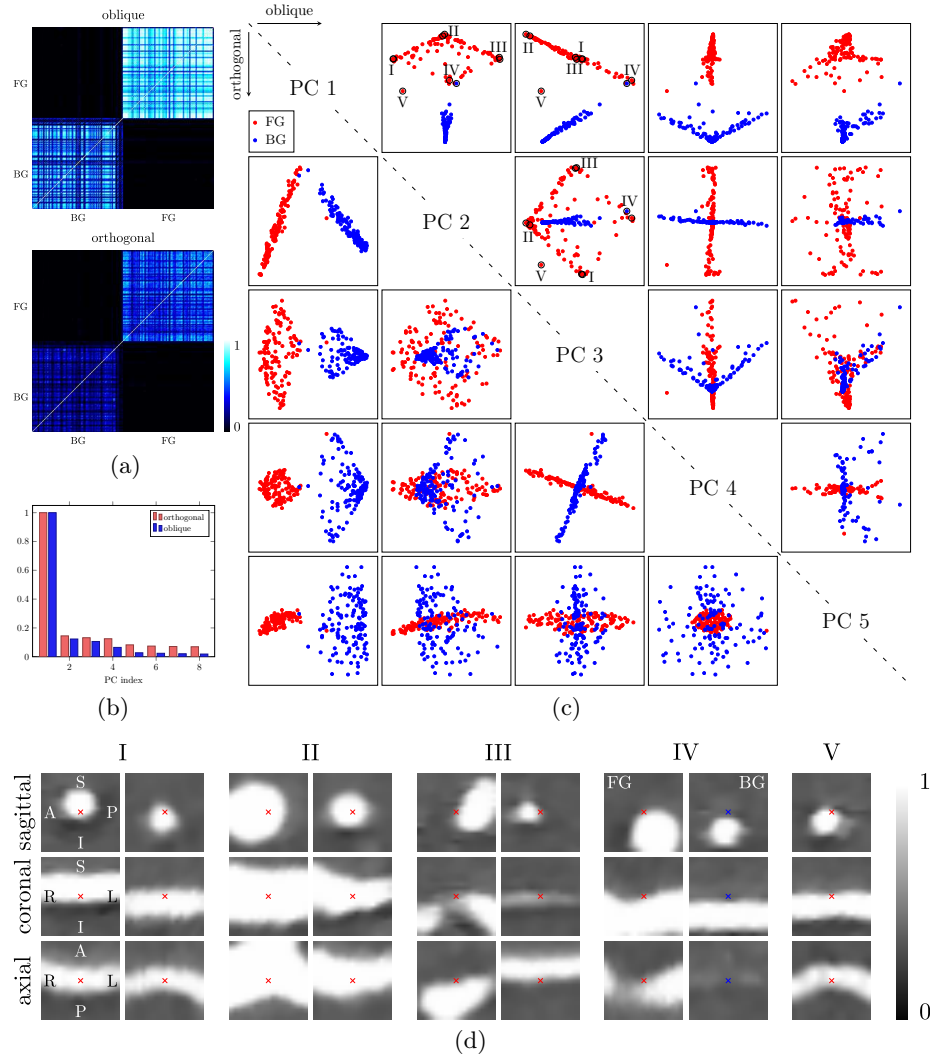 oblique
FG
BG
BG
FG
orthogonal
FG
BG
BG
FG
1
0
(a)
1
0.8
0.6
0.4
0.2
0
2
4
6
8
PC index
orthogonal
oblique
(b)
oblique
orthogonal
FG
BG
PC 1
PC 2
PC 3
PC 4
PC 5
I
II
III
IV
V
II
I
III
IV
V
III
IV
II
V
I
(c)
I
II
III
IV
V
sagittal
S
A
P
I
FG
BG
coronal
S
R
L
I
axial
A
R
L
P
1
0
(d)